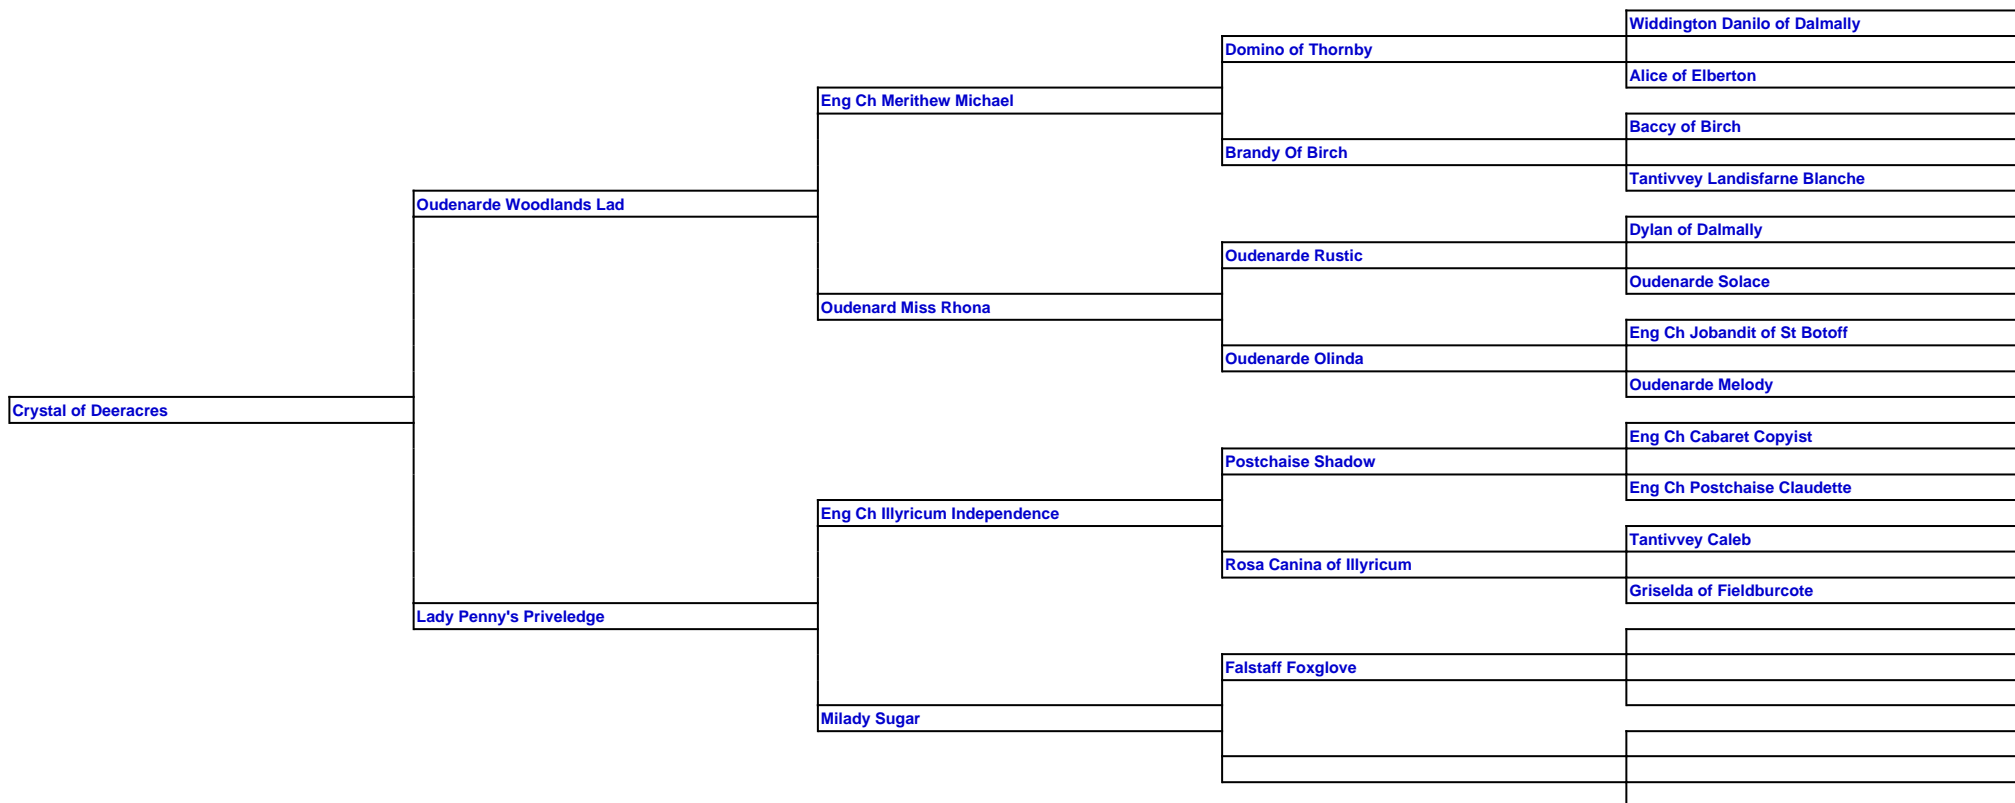 Widdington Danilo of Dalmally
Domino of Thornby
Alice of Elberton
Eng Ch Merithew Michael
Baccy of Birch
Brandy Of Birch
Tantivvey Landisfarne Blanche
Oudenarde Woodlands Lad
Dylan of Dalmally
Oudenarde Rustic
Oudenarde Solace
Oudenard Miss Rhona
Eng Ch Jobandit of St Botoff
Oudenarde Olinda
Oudenarde Melody
Crystal of Deeracres
Eng Ch Cabaret Copyist
Postchaise Shadow
Eng Ch Postchaise Claudette
Eng Ch Illyricum Independence
Tantivvey Caleb
Rosa Canina of Illyricum
Griselda of Fieldburcote
Lady Penny's Priveledge
Falstaff Foxglove
Milady Sugar